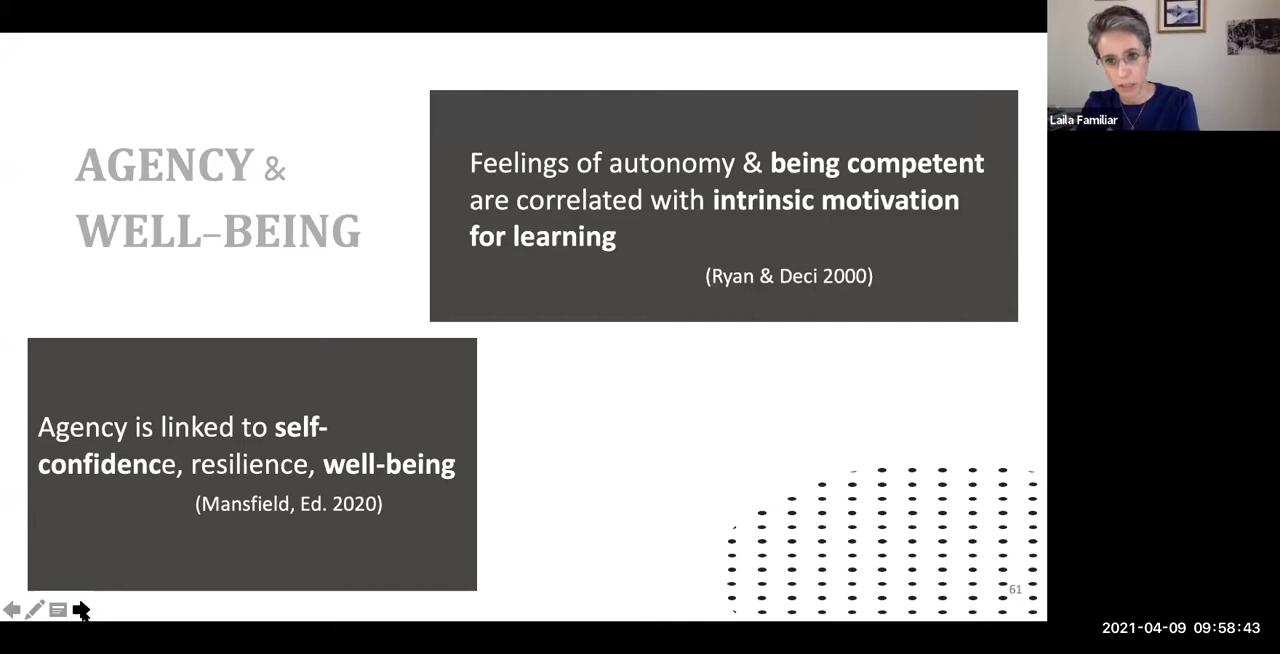 AGENCY &
WELL–BEING
Feelings of autonomy & being competent
are correlated with intrinsic motivation
for learning
(Ryan & Deci 2000)
Agency is linked to self-
confidence, resilience, well-being
(Mansfield, Ed. 2020)
61
Laila Familiar
2021-04-09 09:58:43